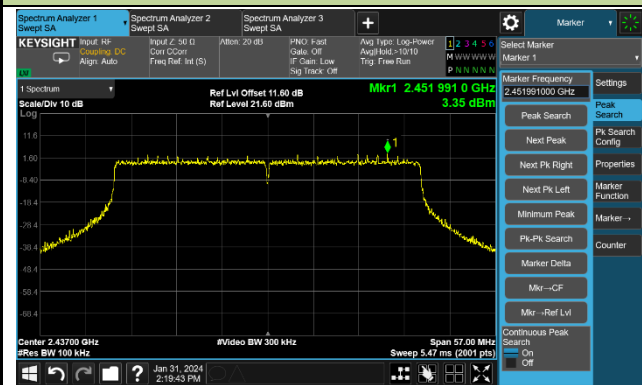 Spectrum Analyzer 1
Swept SA
Spectrum Analyzer 2
Swept SA
Spectrum Analyzer 3
Swept SA
+
Marker
KEYSIGHT
Input: RF
Coupling: DC
Align: Auto
Input Z: 50 Ω
Corr CCorr
Freq Ref: Int (S)
Atten: 20 dB
PNO: Fast
Gate: Off
IF Gain: Low
Sig Track: Off
Avg Type: Log-Power
Avg|Hold:>10/10
Trig: Free Run
1 2 3 4 5 6
M W W W W W
P N N N N N
Select Marker
Marker 1
1 Spectrum
Scale/Div 10 dB
Log
Ref Lvl Offset 11.60 dB
Ref Level 21.60 dBm
Mkr1 2.451 991 0 GHz
3.35 dBm
Marker Frequency
2.451991000 GHz
Peak Search
Next Peak
Next Pk Right
Next Pk Left
Minimum Peak
Pk-Pk Search
Marker Delta
Mkr→CF
Mkr→Ref Lvl
Continuous Peak
Search
On
Off
Settings
Peak
Search
Pk Search
Config
Properties
Marker
Function
Marker→
Counter
11.6
1.60
-8.40
-18.4
-28.4
-38.4
-48.4
-58.4
-68.4
1
Center 2.43700 GHz
#Res BW 100 kHz
#Video BW 300 kHz
Span 57.00 MHz
Sweep 5.47 ms (2001 pts)
?
Jan 31, 2024
2:19:43 PM